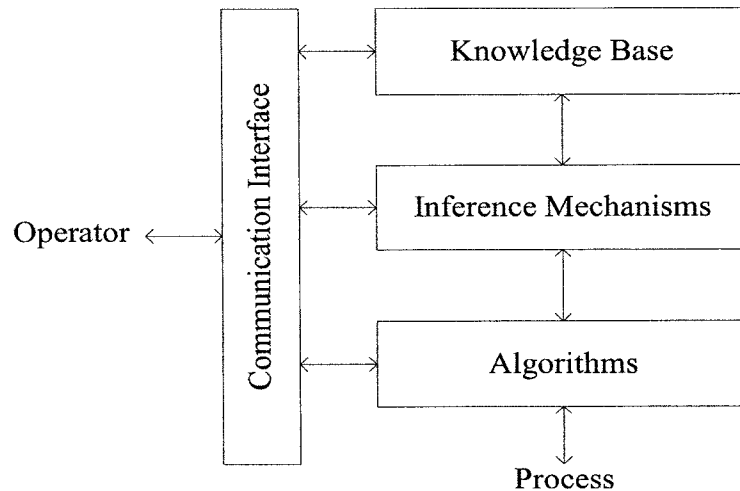 Knowledge Base
Communication Interface
Inference Mechanisms
Operator
Algorithms
Process